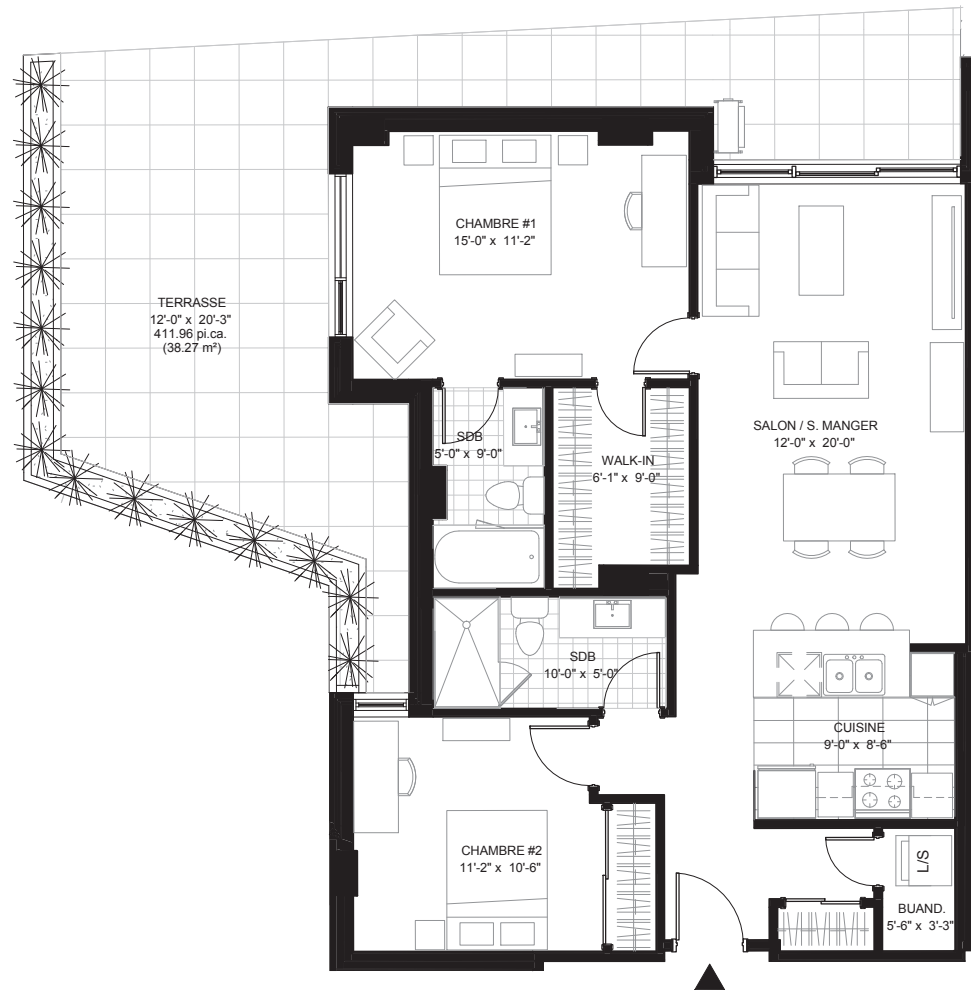 CHAMBRE #1
15'-0" x 11'-2"
TERRASSE
12'-0" x 20'-3"
411.96 pi.ca.
(38.27 m²)
SALON / S. MANGER
12'-0" x 20'-0"
SDB
5'-0" x 9'-0"
WALK-IN
6'-1" x 9'-0"
SDB
10'-0" x 5'-0"
CUISINE
9'-0" x 8'-6"
CHAMBRE #2
11'-2" x 10'-6"
L/S
BUAND.
5'-6" x 3'-3"